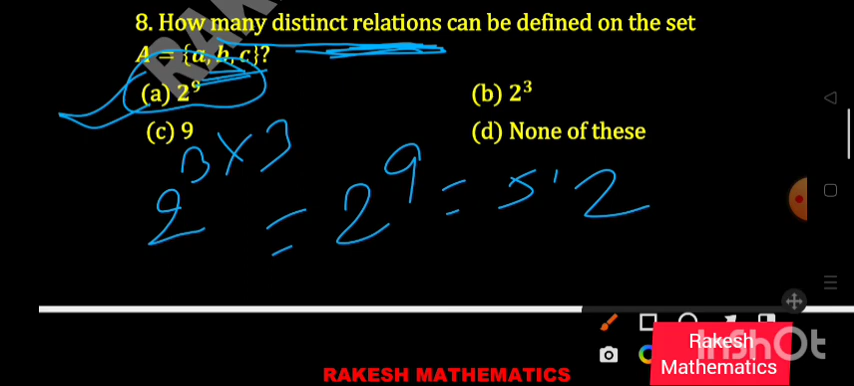 8. How many distinct relations can be defined on the set
A = {a, b, c}?
(a) 2⁹
(b) 2³
(c) 9
(d) None of these
2³ˣ³ = 2⁹ = 512
Rakesh
Mathematics
InShOt
RAKESH MATHEMATICS